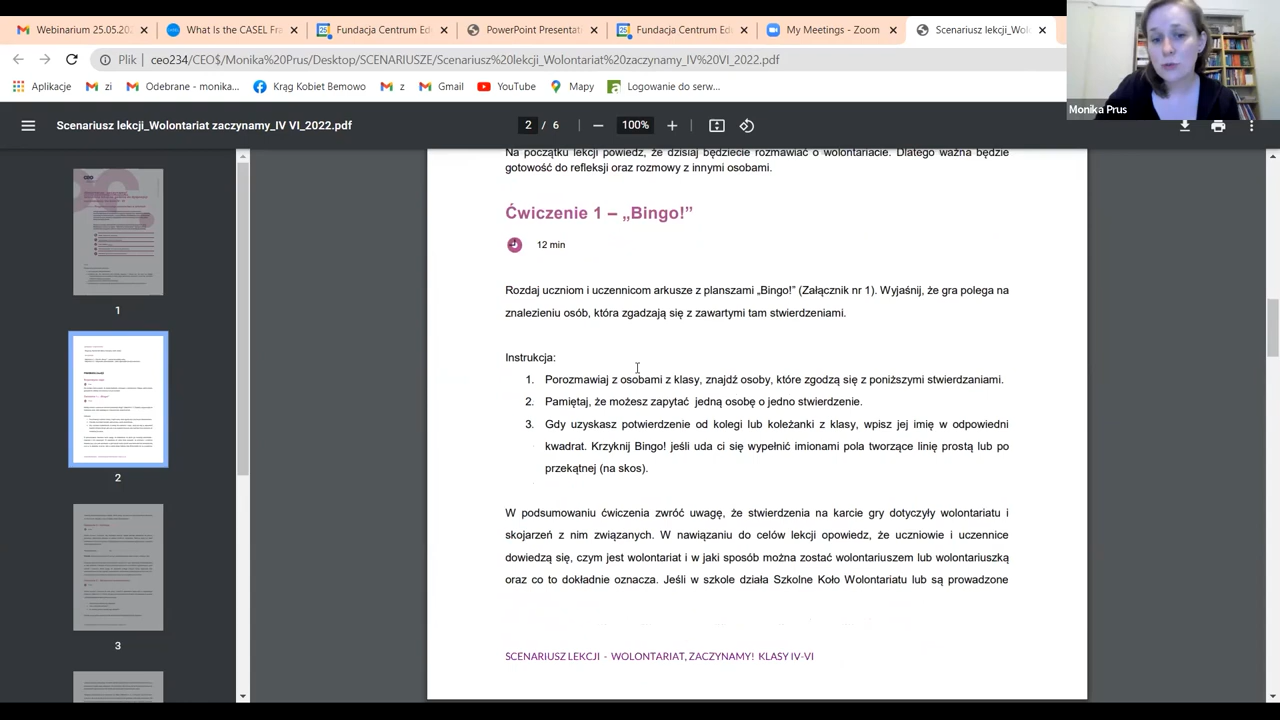 Webinarium 25.05.20
What Is the CASEL Fra
Fundacja Centrum Ed
PowerPoint Presentat
Fundacja Centrum Ed
My Meetings - Zoom
Scenariusz lekcji_Wolo
Plik | ceo234/CEO$/Monika%20Prus/Desktop/SCENARIUSZE/Scenariusz%20lekcji_Wolontariat%20zaczynamy_IV%20VI_2022.pdf
Aplikacje
zi
Odebrane - monika...
Krąg Kobiet Bemowo
z
Gmail
YouTube
Mapy
Logowanie do serw...
Monika Prus
Scenariusz lekcji_Wolontariat zaczynamy_IV VI_2022.pdf
2 / 6
100%
1
2
3
Na początku lekcji powiedz, że dzisiaj będziecie rozmawiać o wolontariacie. Dlatego ważna będzie
gotowość do refleksji oraz rozmowy z innymi osobami.
Ćwiczenie 1 – „Bingo!”
12 min
Rozdaj uczniom i uczennicom arkusze z planszami „Bingo!” (Załącznik nr 1). Wyjaśnij, że gra polega na
znalezieniu osób, która zgadzają się z zawartymi tam stwierdzeniami.
Instrukcja:
Porozmawiaj z osobami z klasy, znajdź osoby, które zgodzą się z poniższymi stwierdzaniami.
2. Pamiętaj, że możesz zapytać jedną osobę o jedno stwierdzenie.
3. Gdy uzyskasz potwierdzenie od kolegi lub koleżanki z klasy, wpisz jej imię w odpowiedni
kwadrat. Krzyknij Bingo! jeśli uda ci się wypełnić imionami pola tworzące linię prostą lub po
przekątnej (na skos).
W podsumowaniu ćwiczenia zwróć uwagę, że stwierdzenia na karcie gry dotyczyły wolontariatu i
skojarzeń z nim związanych. W nawiązaniu do celów lekcji opowiedz, że uczniowie i uczennice
dowiedzą się, czym jest wolontariat i w jaki sposób można zostać wolontariuszem lub wolontariuszką
oraz co to dokładnie oznacza. Jeśli w szkole działa Szkolne Koło Wolontariatu lub są prowadzone
SCENARIUSZ LEKCJI - WOLONTARIAT, ZACZYNAMY! KLASY IV-VI